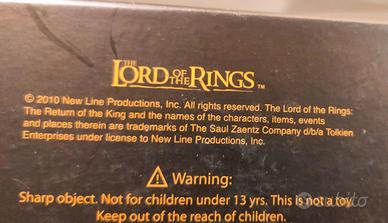 THE LORD OF THE RINGS ™
© 2010 New Line Productions, Inc. All rights reserved. The Lord of the Rings:
The Return of the King and the names of the characters, items, events
and places therein are trademarks of The Saul Zaentz Company d/b/a Tolkien
Enterprises under license to New Line Productions, Inc.
⚠ Warning:
Sharp object. Not for children under 13 yrs. This is not a toy.
Keep out of the reach of children.
subito